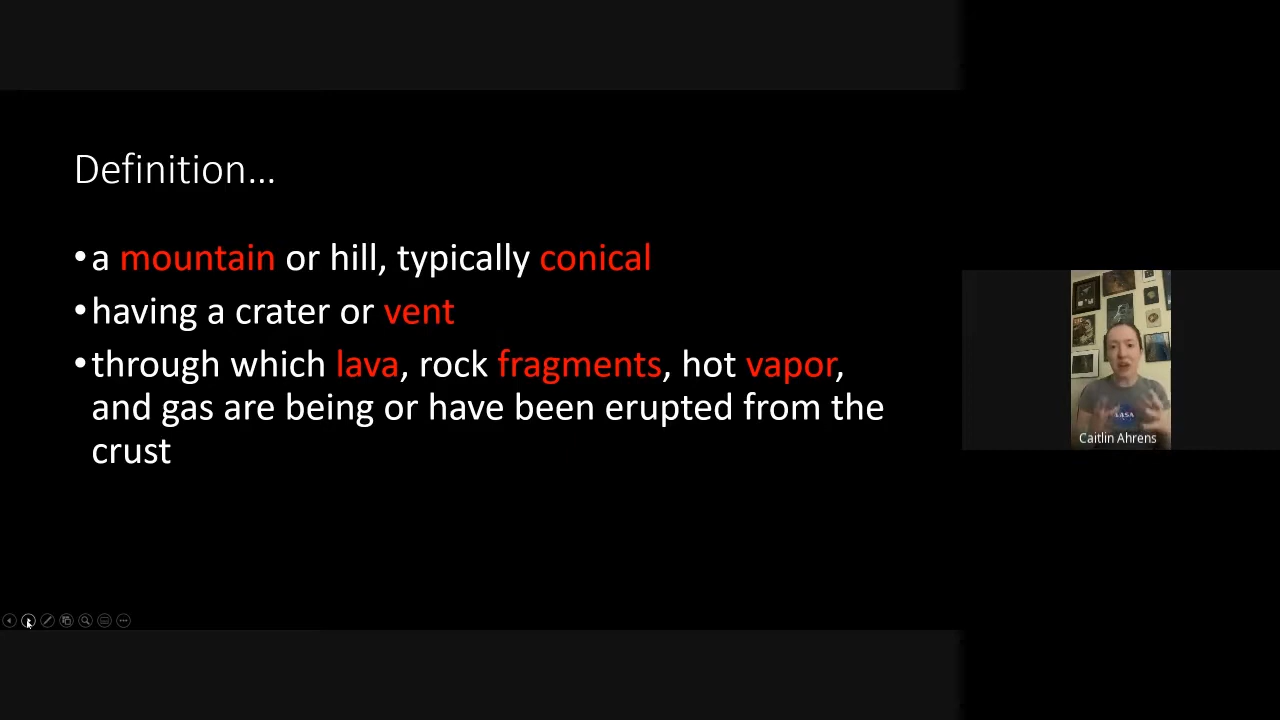 Definition...
•a mountain or hill, typically conical
•having a crater or vent
•through which lava, rock fragments, hot vapor,
and gas are being or have been erupted from the
crust
NASA
Caitlin Ahrens